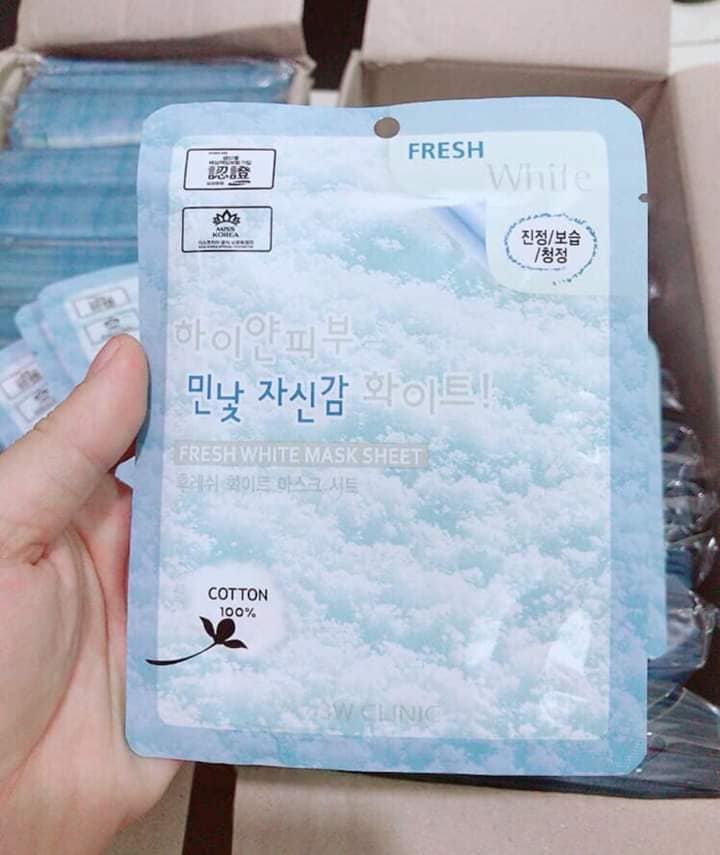 FRESH
White
認證
MISS
KOREA
진정/보습
/청정
하이얀피부
민낯 자신감 화이트!
FRESH WHITE MASK SHEET
후레쉬 화이트 마스크 시트
COTTON
100%
3W CLINIC